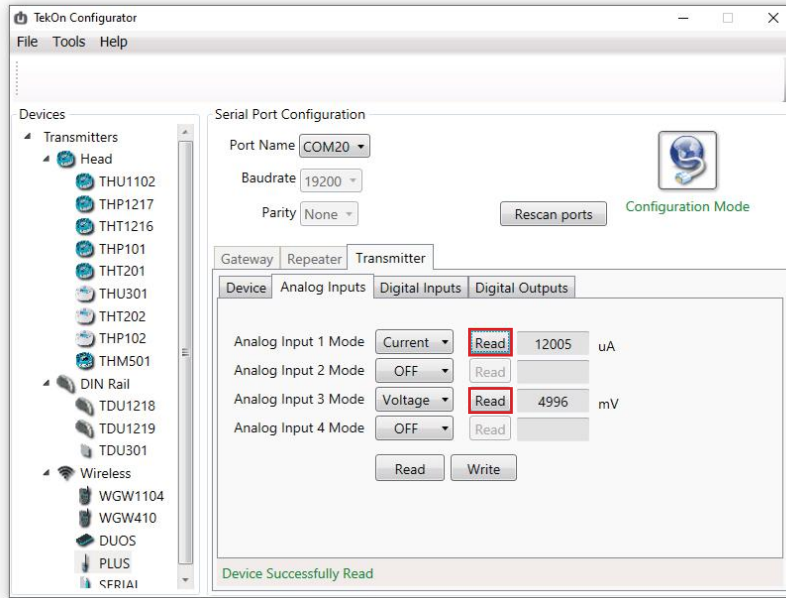 TekOn Configurator
File Tools Help
Devices
Transmitters
Head
THU1102
THP1217
THT1216
THP101
THT201
THU301
THT202
THP102
THM501
DIN Rail
TDU1218
TDU1219
TDU301
Wireless
WGW1104
WGW410
DUOS
PLUS
SERIAL
Serial Port Configuration
Port Name COM20
Baudrate 19200
Parity None
Rescan ports
Configuration Mode
Gateway Repeater Transmitter
Device Analog Inputs Digital Inputs Digital Outputs
Analog Input 1 Mode Current Read 12005 uA
Analog Input 2 Mode OFF Read
Analog Input 3 Mode Voltage Read 4996 mV
Analog Input 4 Mode OFF Read
Read Write
Device Successfully Read